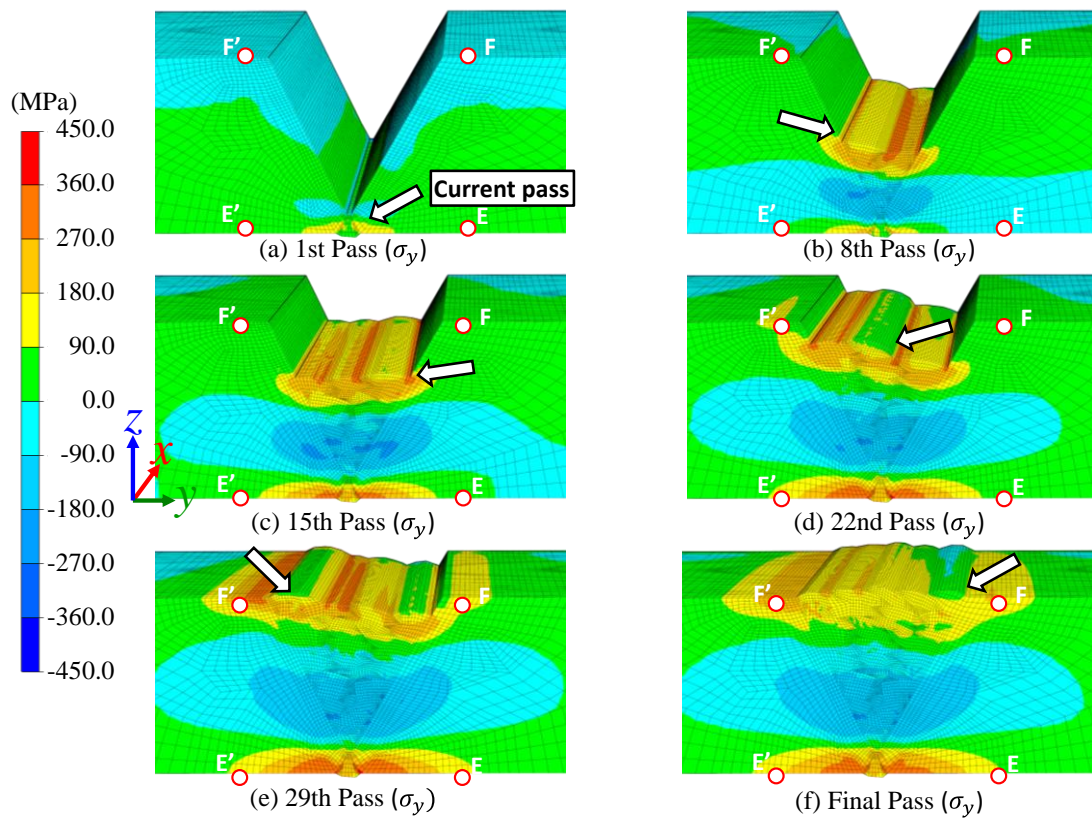 (MPa)
450.0
360.0
270.0
180.0
90.0
0.0
-90.0
-180.0
-270.0
-360.0
-450.0
z
x
y
F’ F
E’ E
Current pass
(a) 1st Pass (σy)
F’ F
E’ E
(b) 8th Pass (σy)
F’ F
E’ E
(c) 15th Pass (σy)
F’ F
E’ E
(d) 22nd Pass (σy)
F’ F
E’ E
(e) 29th Pass (σy)
F’ F
E’ E
(f) Final Pass (σy)